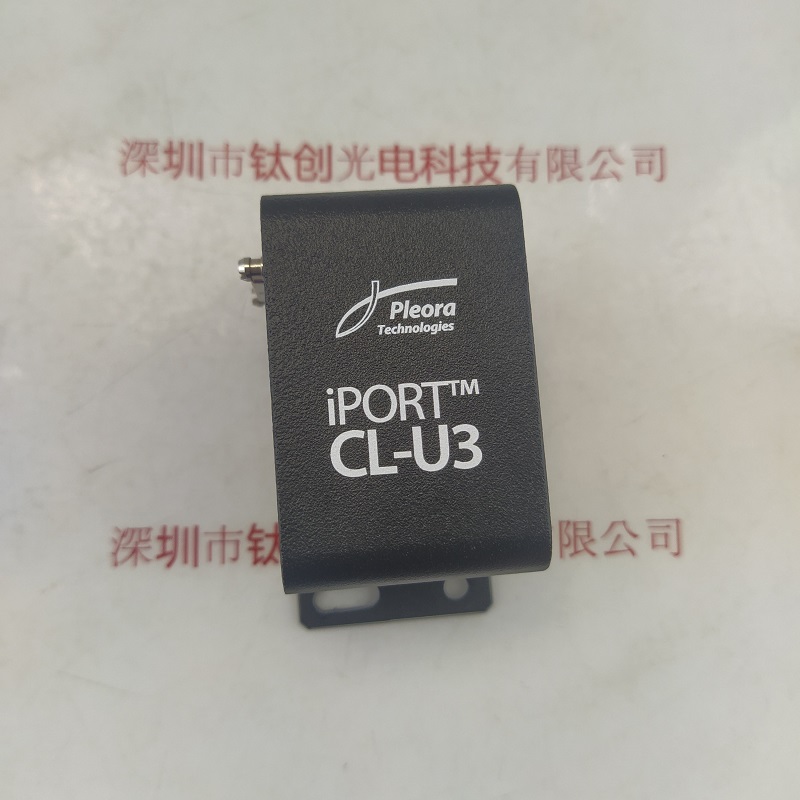 深圳市钛创光电科技有限公司
Pleora
Technologies
iPORT™
CL-U3
深圳市钛 限公司